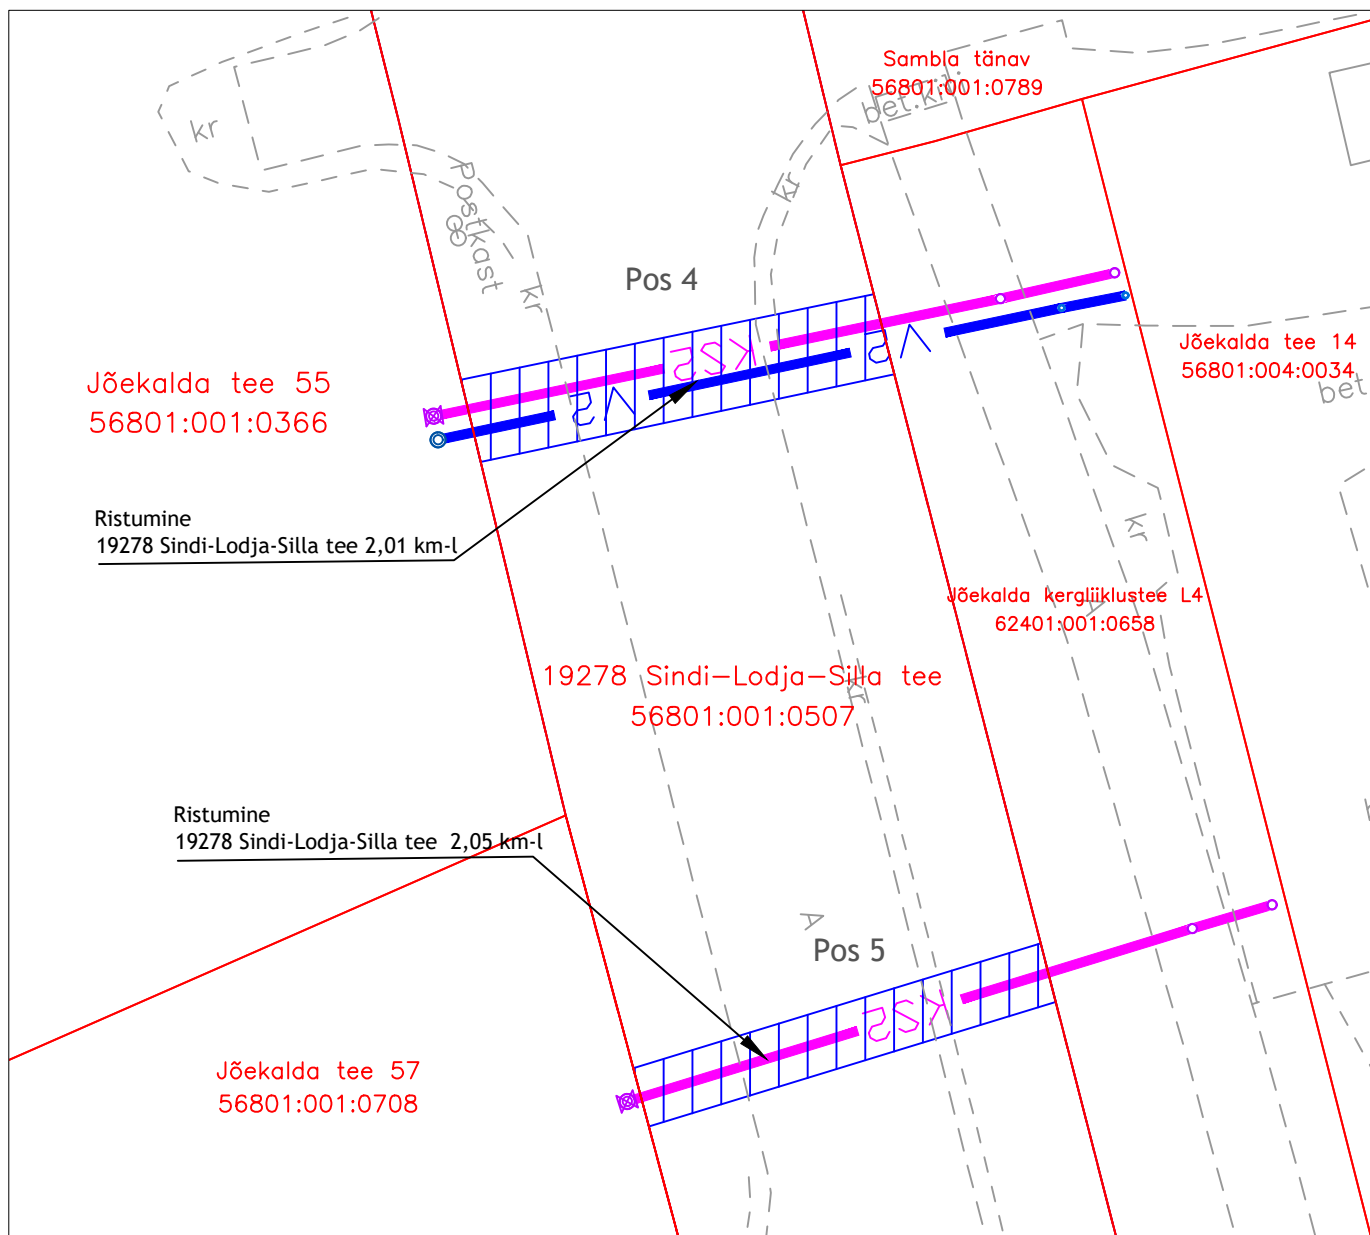 Sambla tänav
56801:001:0789
bet.kil.
kr
kr
Postkast
kr
Pos 4
KS2
V2
V2
Jõekalda tee 14
56801:004:0034
bet
Jõekalda tee 55
56801:001:0366
Ristumine
19278 Sindi-Lodja-Silla tee 2,01 km-l
kr
Jõekalda kergliiklustee L4
62401:001:0658
A
19278 Sindi-Lodja-Silla tee
56801:001:0507
kr
Ristumine
19278 Sindi-Lodja-Silla tee 2,05 km-l
A
Pos 5
KS2
Jõekalda tee 57
56801:001:0708